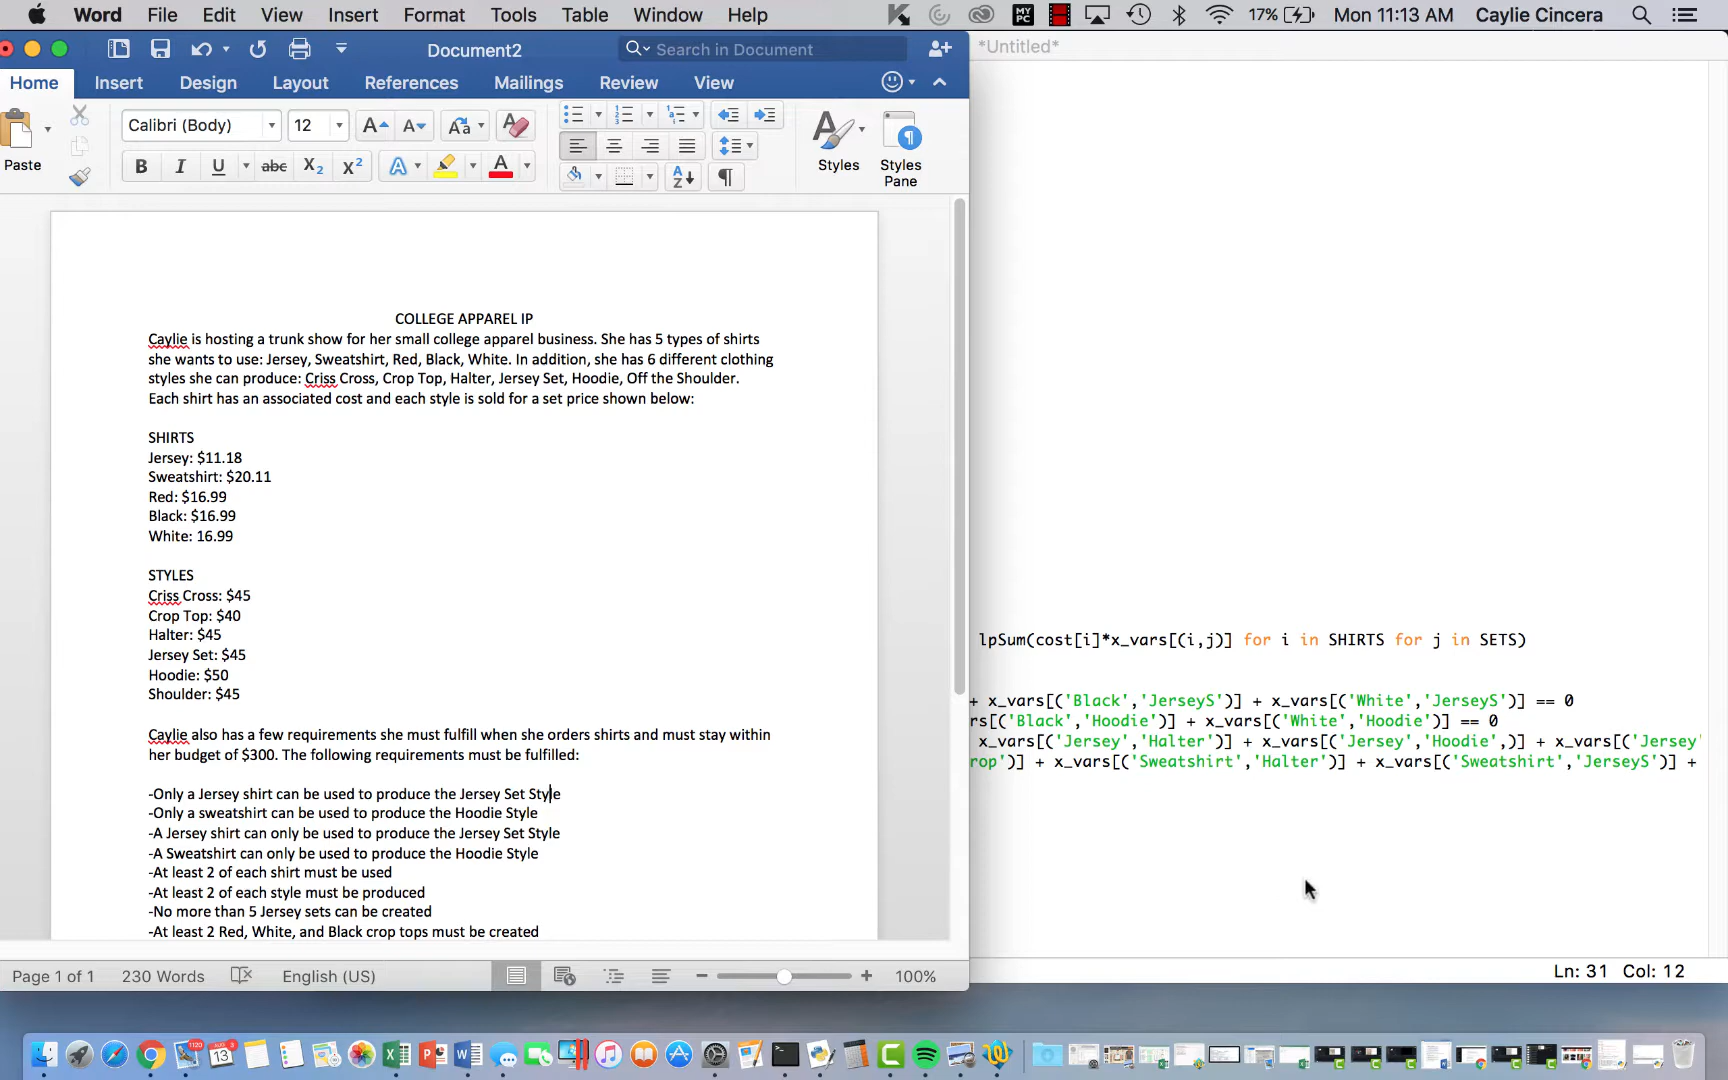 Word File Edit View Insert Format Tools Table Window Help 17% Mon 11:13 AM Caylie Cincera
Document2
Search in Document
*Untitled*
Home Insert Design Layout References Mailings Review View
Paste
Calibri (Body) 12
Styles
Styles Pane
COLLEGE APPAREL IP
Caylie is hosting a trunk show for her small college apparel business. She has 5 types of shirts
she wants to use: Jersey, Sweatshirt, Red, Black, White. In addition, she has 6 different clothing
styles she can produce: Criss Cross, Crop Top, Halter, Jersey Set, Hoodie, Off the Shoulder.
Each shirt has an associated cost and each style is sold for a set price shown below:
SHIRTS
Jersey: $11.18
Sweatshirt: $20.11
Red: $16.99
Black: $16.99
White: 16.99
STYLES
Criss Cross: $45
Crop Top: $40
Halter: $45
Jersey Set: $45
Hoodie: $50
Shoulder: $45
Caylie also has a few requirements she must fulfill when she orders shirts and must stay within
her budget of $300. The following requirements must be fulfilled:
-Only a Jersey shirt can be used to produce the Jersey Set Style
-Only a sweatshirt can be used to produce the Hoodie Style
-A Jersey shirt can only be used to produce the Jersey Set Style
-A Sweatshirt can only be used to produce the Hoodie Style
-At least 2 of each shirt must be used
-At least 2 of each style must be produced
-No more than 5 Jersey sets can be created
-At least 2 Red, White, and Black crop tops must be created
lpSum(cost[i]*x_vars[(i,j)] for i in SHIRTS for j in SETS)
+ x_vars[('Black','JerseyS')] + x_vars[('White','JerseyS')] == 0
rs[('Black','Hoodie')] + x_vars[('White','Hoodie')] == 0
x_vars[('Jersey','Halter')] + x_vars[('Jersey','Hoodie',)] + x_vars[('Jersey'
rop')] + x_vars[('Sweatshirt','Halter')] + x_vars[('Sweatshirt','JerseyS')] +
Ln: 31 Col: 12
Page 1 of 1 230 Words English (US) 100%